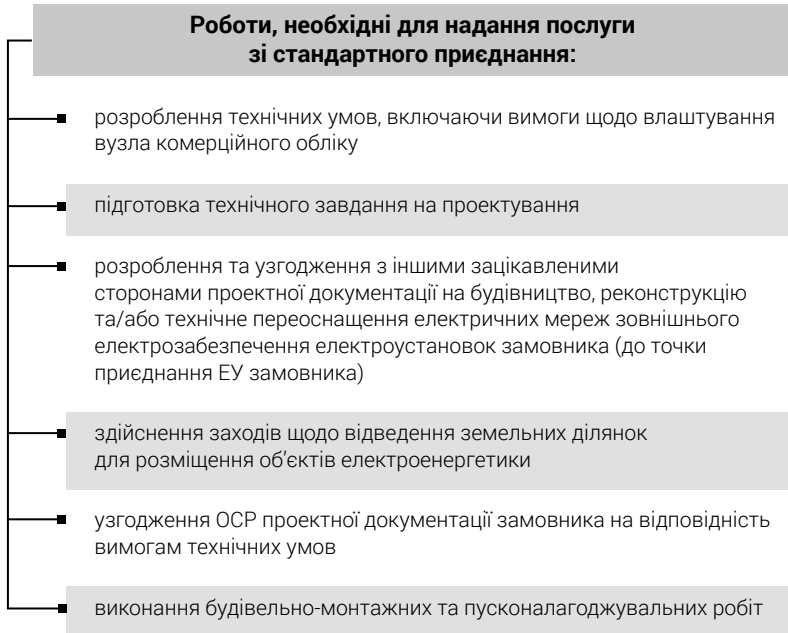 Роботи, необхідні для надання послуги
зі стандартного приєднання:
розроблення технічних умов, включаючи вимоги щодо влаштування
вузла комерційного обліку
підготовка технічного завдання на проектування
розроблення та узгодження з іншими зацікавленими
сторонами проектної документації на будівництво, реконструкцію
та/або технічне переоснащення електричних мереж зовнішнього
електрозабезпечення електроустановок замовника (до точки
приєднання ЕУ замовника)
здійснення заходів щодо відведення земельних ділянок
для розміщення об’єктів електроенергетики
узгодження ОСР проектної документації замовника на відповідність
вимогам технічних умов
виконання будівельно-монтажних та пусконалагоджувальних робіт